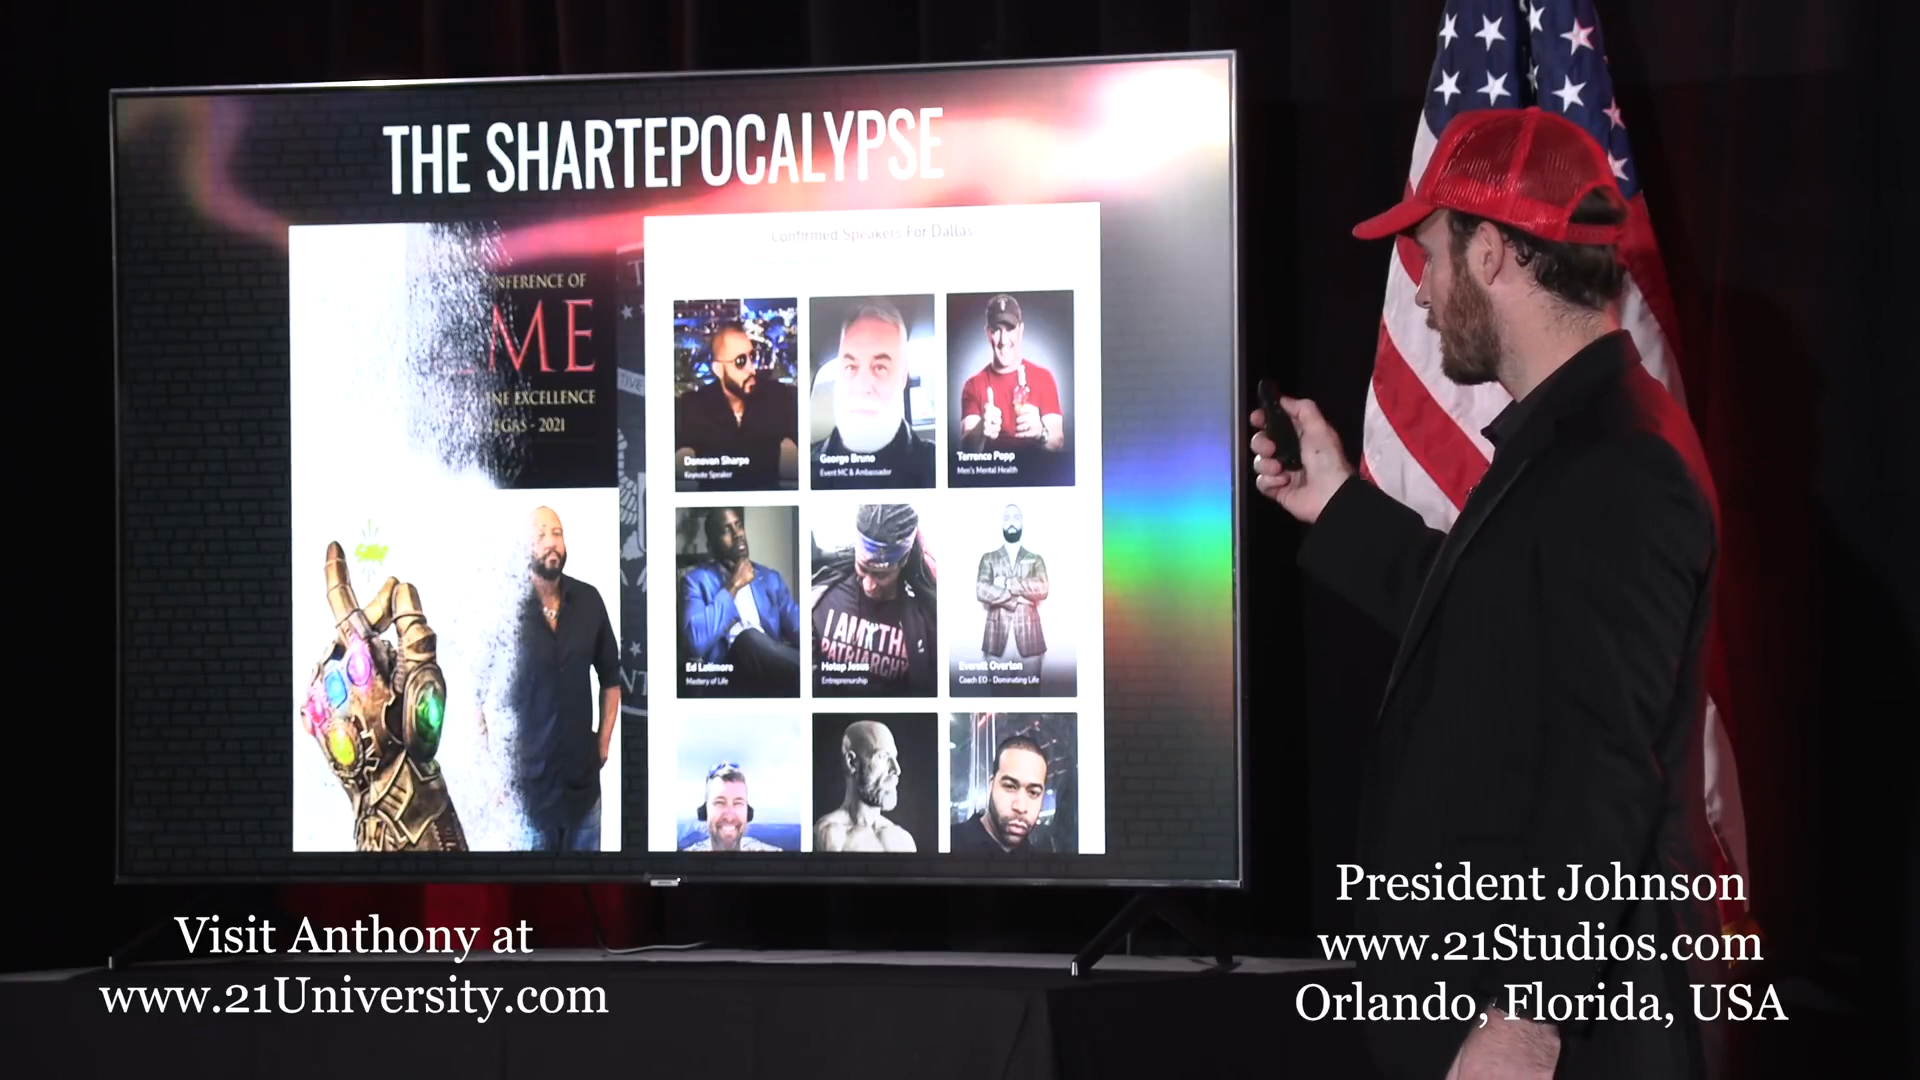 THE SHARTEPOCALYPSE
NFERENCE OF
ME
NE EXCELLENCE
EGAS - 2021
Confirmed Speakers For Dallas
Donovan Sharpe
Keynote Speaker
George Bruno
Event MC & Ambassador
Terrence Popp
Men's Mental Health
Ed Latimore
Mastery of Life
I AM THE
PATRIARCHY
Hotep Jesus
Entrepreneurship
Everett Overton
Coach EO - Dominating Life
Visit Anthony at
www.21University.com
President Johnson
www.21Studios.com
Orlando, Florida, USA